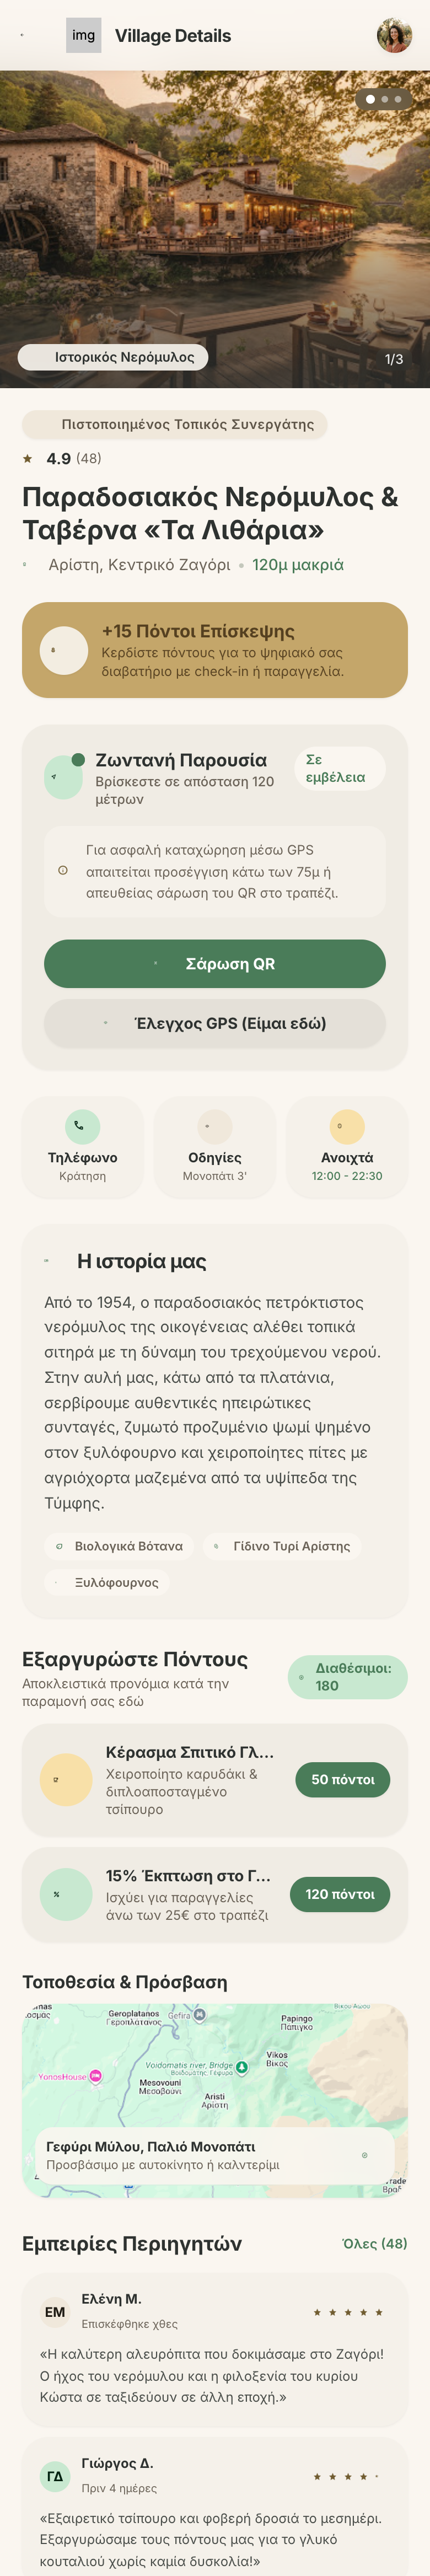 img
Village Details
Ιστορικός Νερόμυλος
1/3
Πιστοποιημένος Τοπικός Συνεργάτης
4.9 (48)
Παραδοσιακός Νερόμυλος &
Ταβέρνα «Τα Λιθάρια»
Αρίστη, Κεντρικό Ζαγόρι • 120μ μακριά
+15 Πόντοι Επίσκεψης
Κερδίστε πόντους για το ψηφιακό σας
διαβατήριο με check-in ή παραγγελία.
Ζωντανή Παρουσία
Βρίσκεστε σε απόσταση 120
μέτρων
Σε
εμβέλεια
Για ασφαλή καταχώρηση μέσω GPS
απαιτείται προσέγγιση κάτω των 75μ ή
απευθείας σάρωση του QR στο τραπέζι.
Σάρωση QR
Έλεγχος GPS (Είμαι εδώ)
Τηλέφωνο
Κράτηση
Οδηγίες
Μονοπάτι 3'
Ανοιχτά
12:00 - 22:30
Η ιστορία μας
Από το 1954, ο παραδοσιακός πετρόκτιστος
νερόμυλος της οικογένειας αλέθει τοπικά
σιτηρά με τη δύναμη του τρεχούμενου νερού.
Στην αυλή μας, κάτω από τα πλατάνια,
σερβίρουμε αυθεντικές ηπειρώτικες
συνταγές, ζυμωτό προζυμένιο ψωμί ψημένο
στον ξυλόφουρνο και χειροποίητες πίτες με
αγριόχορτα μαζεμένα από τα υψίπεδα της
Τύμφης.
Βιολογικά Βότανα
Γίδινο Τυρί Αρίστης
Ξυλόφουρνος
Εξαργυρώστε Πόντους
Αποκλειστικά προνόμια κατά την
παραμονή σας εδώ
Διαθέσιμοι:
180
Κέρασμα Σπιτικό Γλ...
Χειροποίητο καρυδάκι &
διπλοαποσταγμένο
τσίπουρο
50 πόντοι
15% Έκπτωση στο Γ...
Ισχύει για παραγγελίες
άνω των 25€ στο τραπέζι
120 πόντοι
Τοποθεσία & Πρόσβαση
Geroplatanos
Γεροπλάτανος
Gefira
Papingo
Πάπιγκο
Vikos
Βίκος
YonosHouse
Voidomatis river, Bridge
Βοϊδομάτης Γέφυρα
Mesovouni
Μεσοβούνι
Aristi
Αρίστη
Γεφύρι Μύλου, Παλιό Μονοπάτι
Προσβάσιμο με αυτοκίνητο ή καλντερίμι
Εμπειρίες Περιηγητών
Όλες (48)
ΕΜ
Ελένη Μ.
Επισκέφθηκε χθες
«Η καλύτερη αλευρόπιτα που δοκιμάσαμε στο Ζαγόρι!
Ο ήχος του νερόμυλου και η φιλοξενία του κυρίου
Κώστα σε ταξιδεύουν σε άλλη εποχή.»
ΓΔ
Γιώργος Δ.
Πριν 4 ημέρες
«Εξαιρετικό τσίπουρο και φοβερή δροσιά το μεσημέρι.
Εξαργυρώσαμε τους πόντους μας για το γλυκό
κουταλιού χωρίς καμία δυσκολία!»